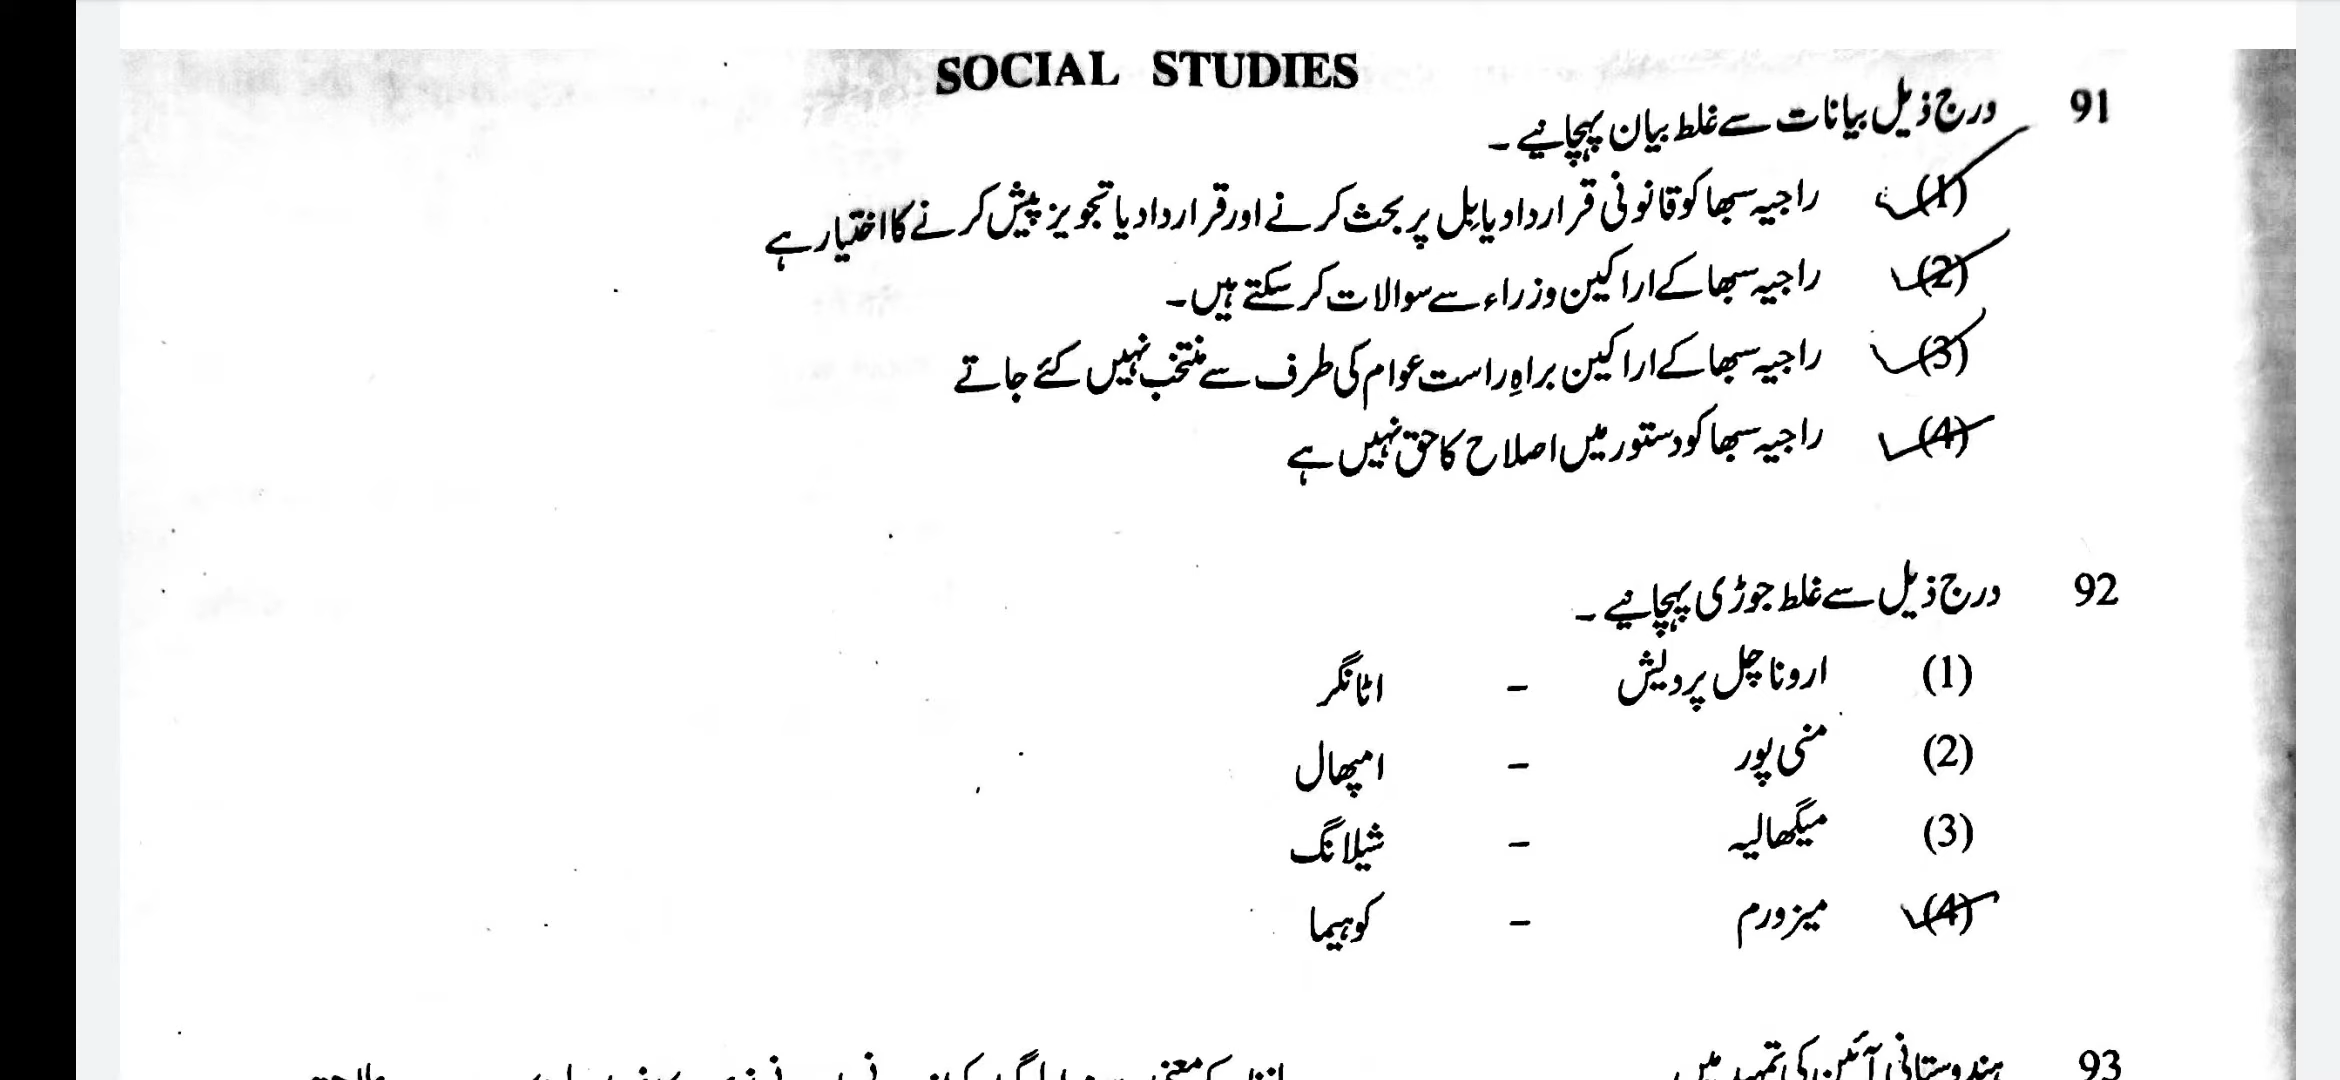 SOCIAL STUDIES
91 درج ذیل بیانات سے غلط بیان پہچانیے ۔
(1) راجیہ سبھا کو قانونی قرارداد یا بِل پر بحث کرنے اور قرارداد یا تجویز پیش کرنے کا اختیار ہے
(2) راجیہ سبھا کے اراکین وزراء سے سوالات کر سکتے ہیں ۔
(3) راجیہ سبھا کے اراکین براہِ راست عوام کی طرف سے منتخب نہیں کئے جاتے
(4) راجیہ سبھا کو دستور میں اصلاح کا حق نہیں ہے
92 درج ذیل سے غلط جوڑی پہچانیے ۔
(1) اروناچل پردیش - اٹانگر
(2) منی پور - امپھال
(3) میگھالیہ - شیلانگ
(4) میزورم - کوہیما
93 ہندوستانی آئین کی تمہید میں